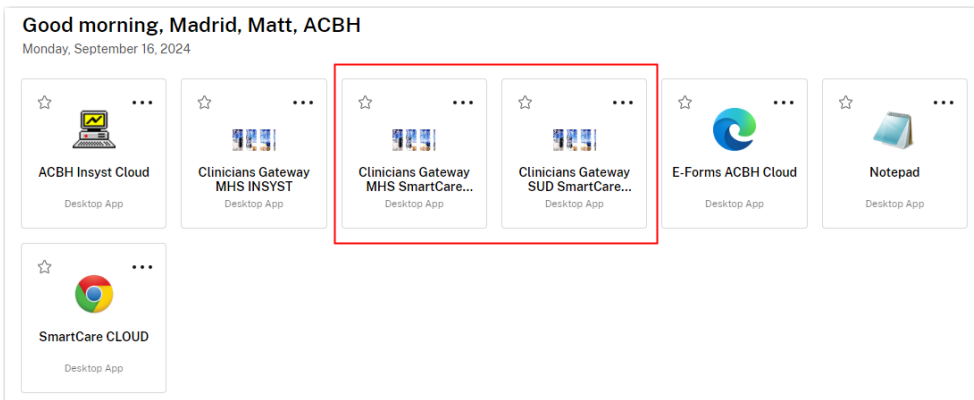 Good morning, Madrid, Matt, ACBH
Monday, September 16, 2024
ACBH Insyst Cloud
Desktop App
Clinicians Gateway
MHS INSYST
Desktop App
Clinicians Gateway
MHS SmartCare...
Desktop App
Clinicians Gateway
SUD SmartCare...
Desktop App
E-Forms ACBH Cloud
Desktop App
Notepad
Desktop App
SmartCare CLOUD
Desktop App